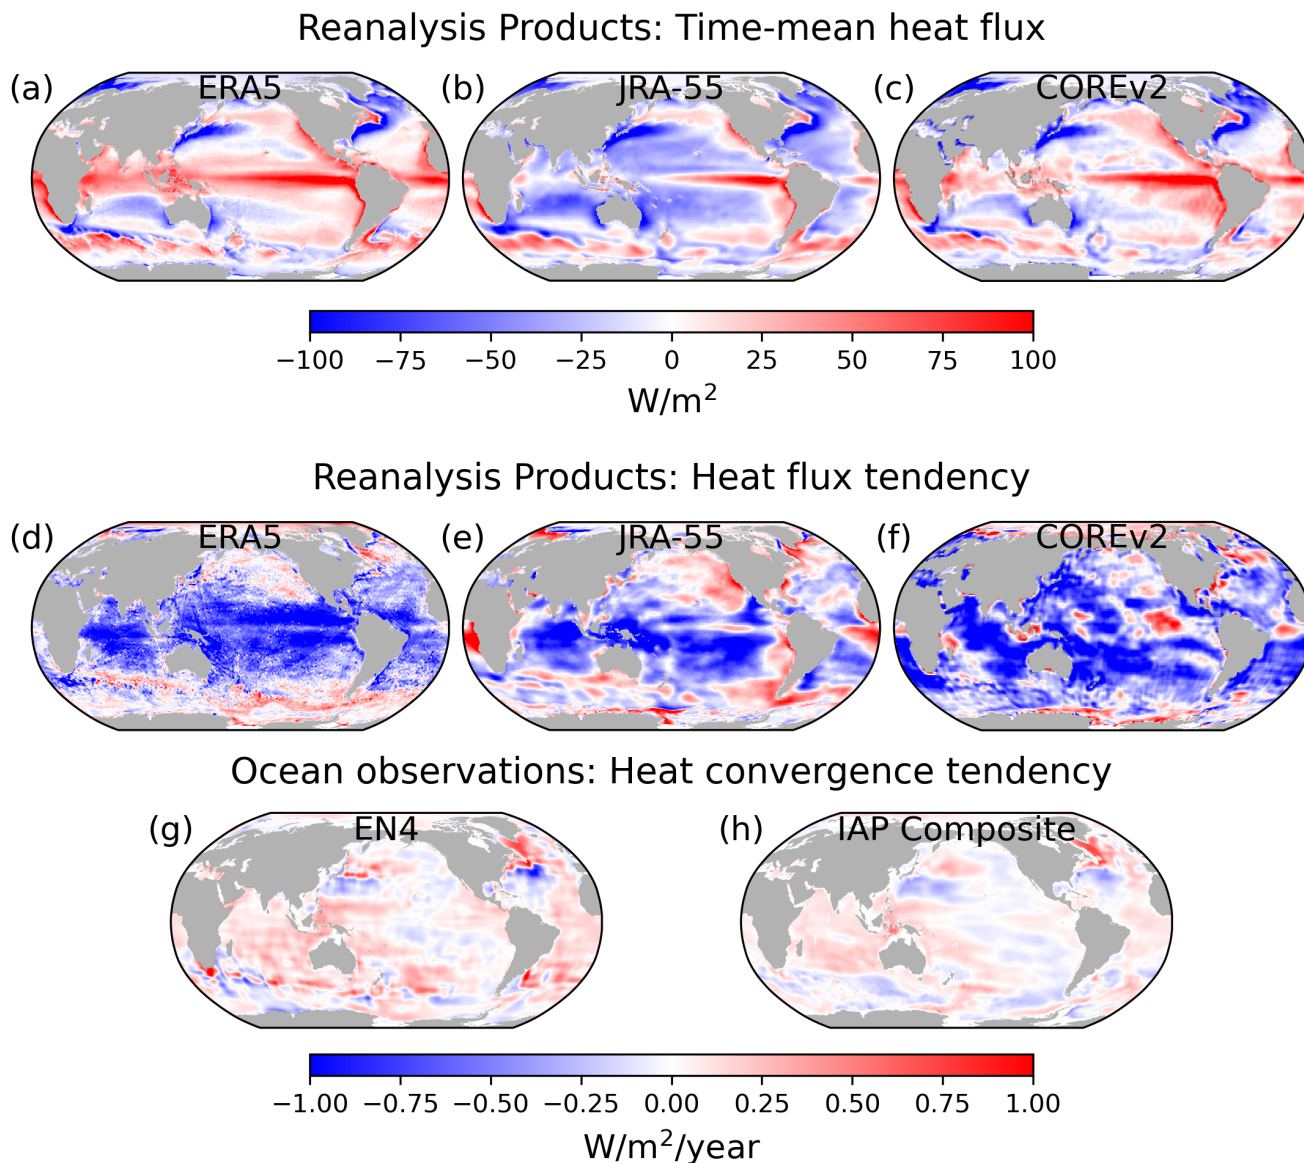 Reanalysis Products: Time-mean heat flux
(a) ERA5 (b) JRA-55 (c) COREv2
−100 −75 −50 −25 0 25 50 75 100
W/m²
Reanalysis Products: Heat flux tendency
(d) ERA5 (e) JRA-55 (f) COREv2
Ocean observations: Heat convergence tendency
(g) EN4 (h) IAP Composite
−1.00 −0.75 −0.50 −0.25 0.00 0.25 0.50 0.75 1.00
W/m²/year